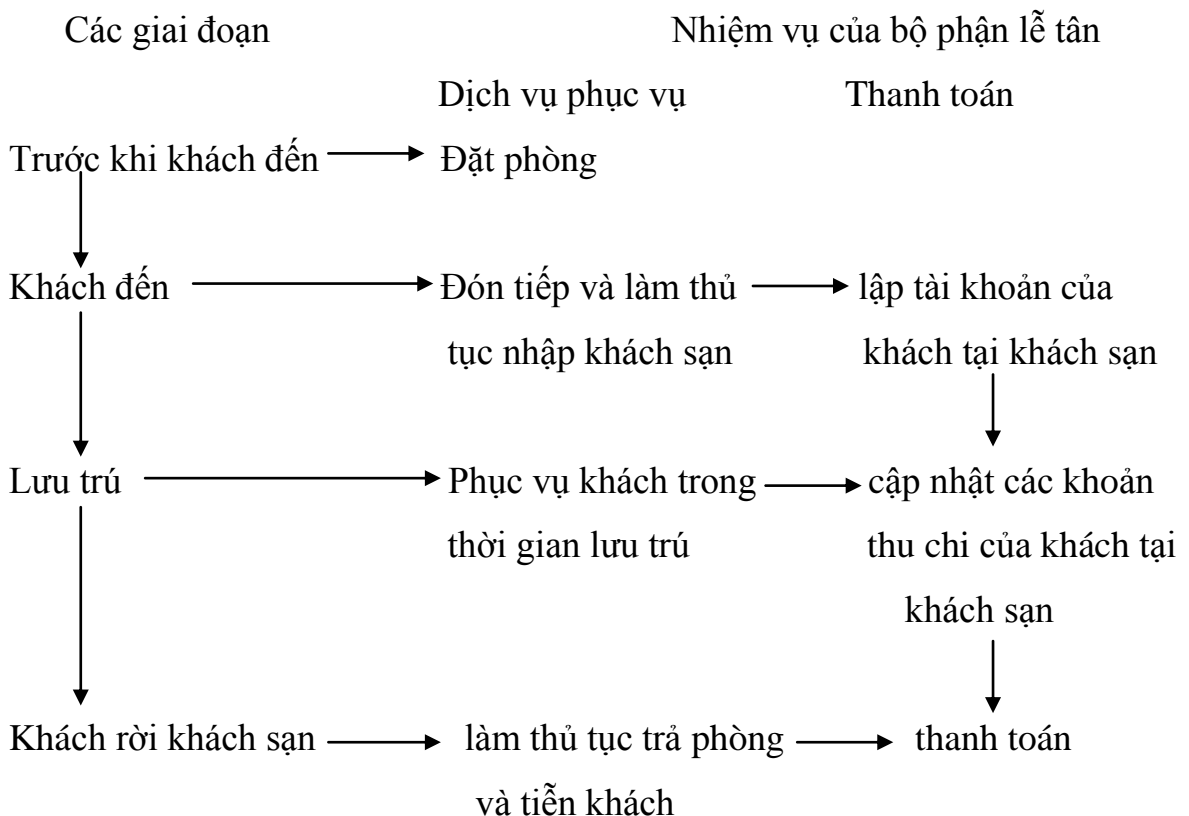 Các giai đoạn Nhiệm vụ của bộ phận lễ tân
Dịch vụ phục vụ Thanh toán
Trước khi khách đến Đặt phòng
Khách đến Đón tiếp và làm thủ lập tài khoản của
tục nhập khách sạn khách tại khách sạn
Lưu trú Phục vụ khách trong cập nhật các khoản
thời gian lưu trú thu chi của khách tại
khách sạn
Khách rời khách sạn làm thủ tục trả phòng thanh toán
và tiễn khách